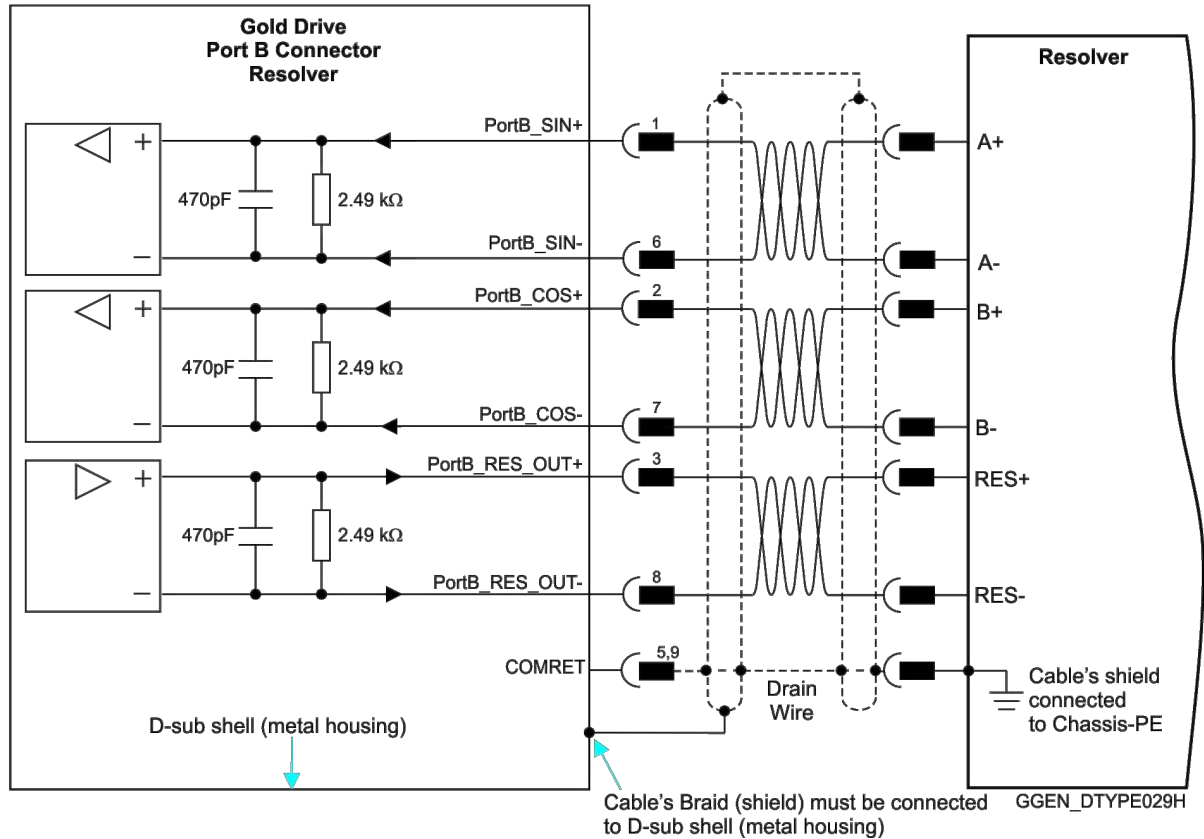 Gold Drive
Port B Connector
Resolver
Resolver
PortB_SIN+
1
A+
+
470pF
2.49 kΩ
PortB_SIN-
6
A-
−
PortB_COS+
2
B+
+
470pF
2.49 kΩ
PortB_COS-
7
B-
−
PortB_RES_OUT+
3
RES+
+
470pF
2.49 kΩ
PortB_RES_OUT-
8
RES-
−
COMRET
5,9
Drain
Wire
Cable's shield
connected
to Chassis-PE
D-sub shell (metal housing)
Cable's Braid (shield) must be connected
to D-sub shell (metal housing)
GGEN_DTYPE029H